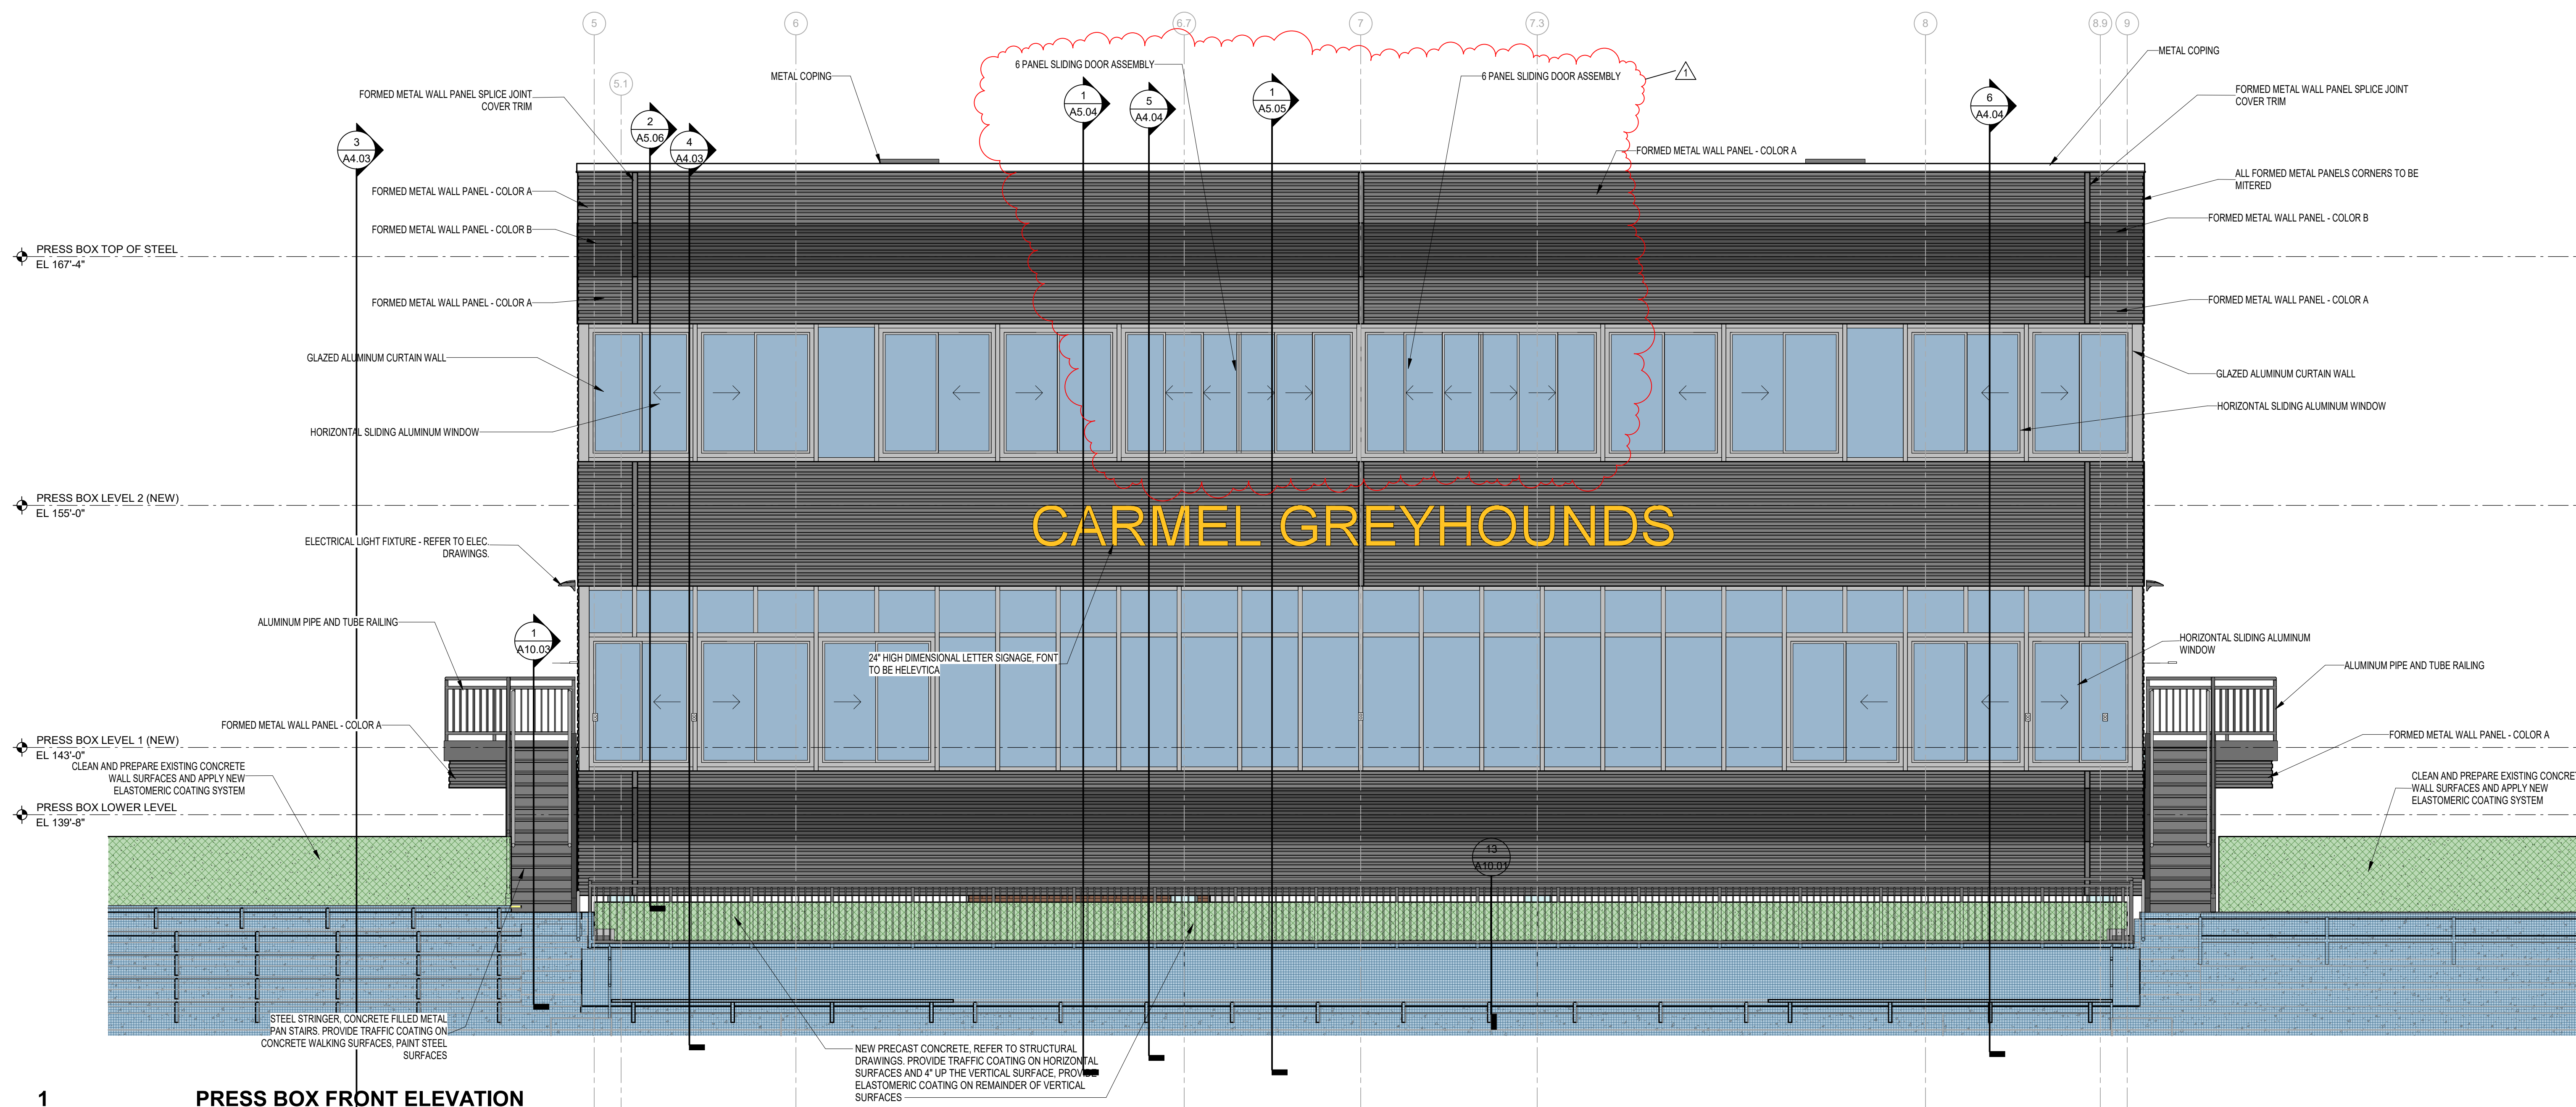 5
6
6.7
7
7.3
8
8.9
9
5.1
METAL COPING
6 PANEL SLIDING DOOR ASSEMBLY
6 PANEL SLIDING DOOR ASSEMBLY
1
METAL COPING
FORMED METAL WALL PANEL SPLICE JOINT
COVER TRIM
FORMED METAL WALL PANEL SPLICE JOINT
COVER TRIM
3
A4.03
2
A5.06
4
A4.03
1
A5.04
5
A4.04
1
A5.05
6
A4.04
FORMED METAL WALL PANEL - COLOR A
ALL FORMED METAL PANELS CORNERS TO BE
MITERED
FORMED METAL WALL PANEL - COLOR A
FORMED METAL WALL PANEL - COLOR B
FORMED METAL WALL PANEL - COLOR B
PRESS BOX TOP OF STEEL
EL 167'-4"
FORMED METAL WALL PANEL - COLOR A
FORMED METAL WALL PANEL - COLOR A
GLAZED ALUMINUM CURTAIN WALL
GLAZED ALUMINUM CURTAIN WALL
HORIZONTAL SLIDING ALUMINUM WINDOW
HORIZONTAL SLIDING ALUMINUM WINDOW
PRESS BOX LEVEL 2 (NEW)
EL 155'-0"
CARMEL GREYHOUNDS
ELECTRICAL LIGHT FIXTURE - REFER TO ELEC.
DRAWINGS.
ALUMINUM PIPE AND TUBE RAILING
1
A10.03
24" HIGH DIMENSIONAL LETTER SIGNAGE, FONT
TO BE HELEVTICA
HORIZONTAL SLIDING ALUMINUM
WINDOW
ALUMINUM PIPE AND TUBE RAILING
FORMED METAL WALL PANEL - COLOR A
FORMED METAL WALL PANEL - COLOR A
PRESS BOX LEVEL 1 (NEW)
EL 143'-0"
CLEAN AND PREPARE EXISTING CONCRETE
WALL SURFACES AND APPLY NEW
ELASTOMERIC COATING SYSTEM
CLEAN AND PREPARE EXISTING CONCRE
WALL SURFACES AND APPLY NEW
ELASTOMERIC COATING SYSTEM
PRESS BOX LOWER LEVEL
EL 139'-8"
13
A10.01
STEEL STRINGER, CONCRETE FILLED METAL
PAN STAIRS. PROVIDE TRAFFIC COATING ON
CONCRETE WALKING SURFACES, PAINT STEEL
SURFACES
NEW PRECAST CONCRETE, REFER TO STRUCTURAL
DRAWINGS. PROVIDE TRAFFIC COATING ON HORIZONTAL
SURFACES AND 4" UP THE VERTICAL SURFACE, PROVIDE
ELASTOMERIC COATING ON REMAINDER OF VERTICAL
SURFACES
1
PRESS BOX FRONT ELEVATION